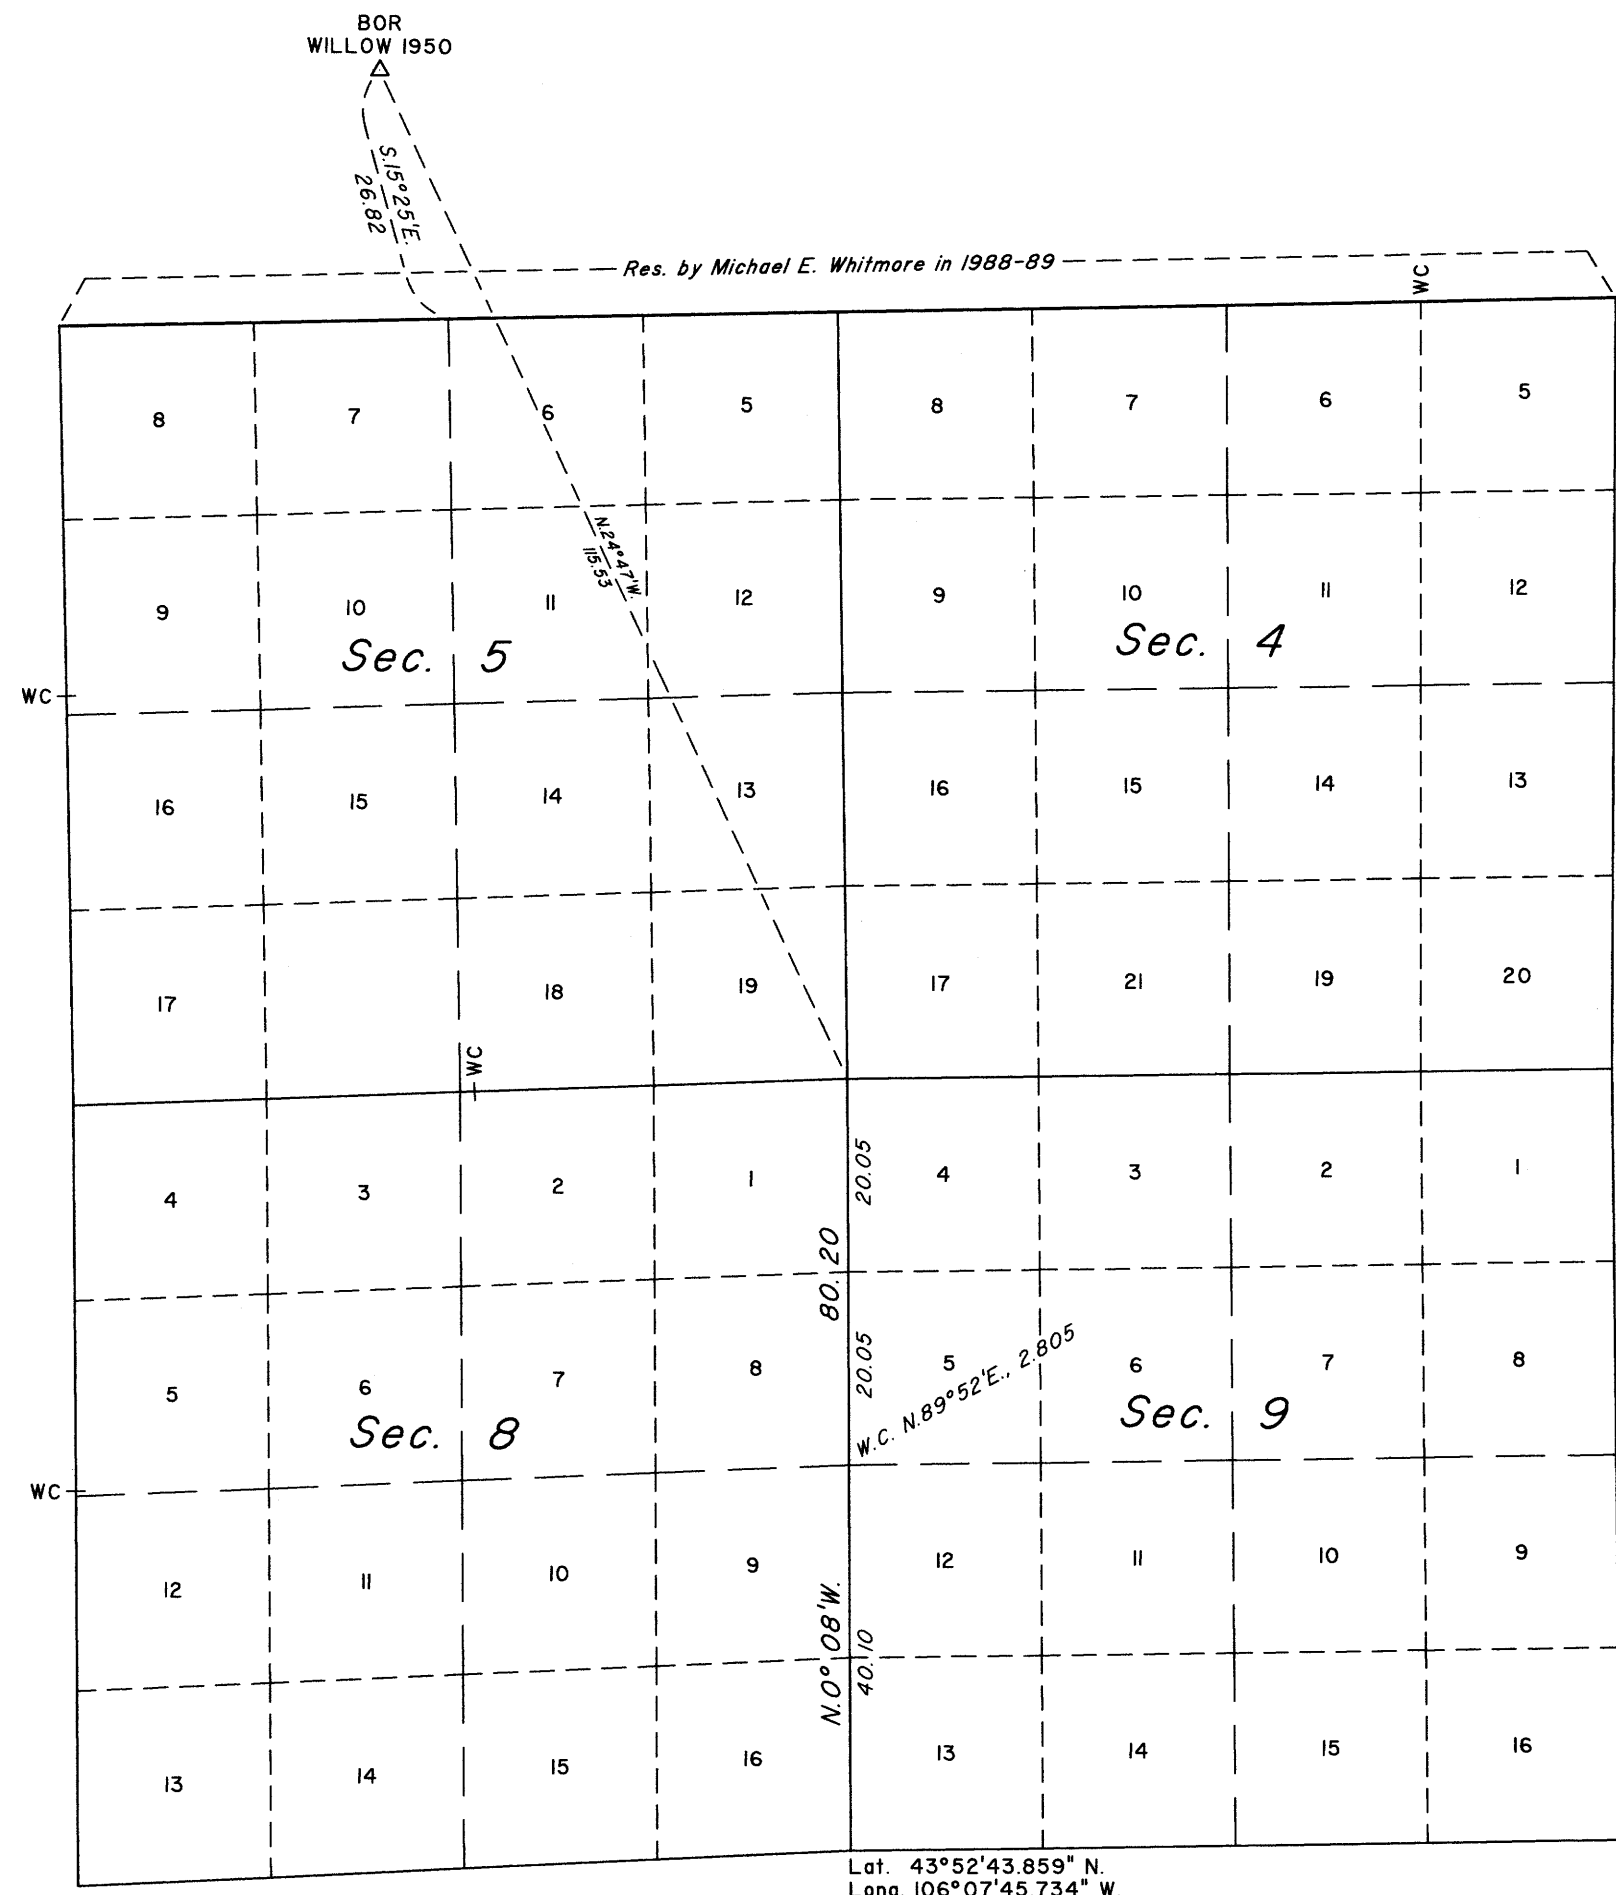 BOR
WILLOW 1950
S.15°25'E.
26.82
Res. by Michael E. Whitmore in 1988-89
WC
8 7 6 5 8 7 6 5
N.24°47'W.
115.53
9 10 11 12 9 10 11 12
Sec. 5 Sec. 4
WC
16 15 14 13 16 15 14 13
17 18 19 17 21 19 20
WC
4 3 2 1 20.05 4 3 2 1
80.20
5 6 7 8 20.05 5 6 7 8
W.C. N.89°52'E., 2.805
Sec. 8 Sec. 9
WC
12 11 10 9 12 11 10 9
N.0°08'W.
40.10
13 14 15 16 13 14 15 16
Lat. 43°52'43.859" N.
Long. 106°07'45.734" W.